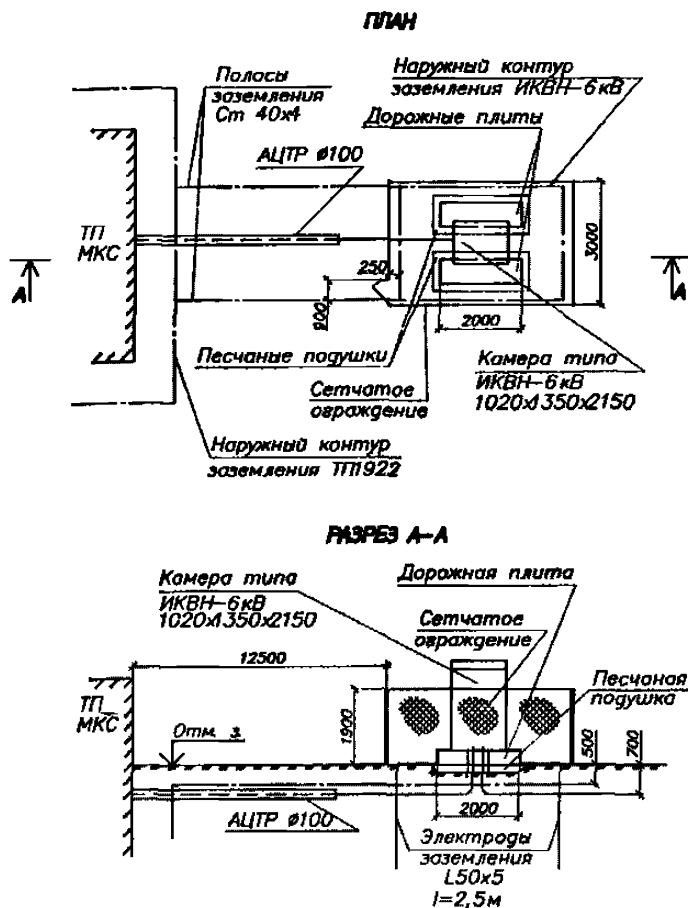 ПЛАН
Полосы
заземления
Ст 40х4
Наружный контур
заземления ИКВН-6кВ
Дорожные плиты
АЦТР ø100
ТП
МКС
А
А
250
900
3000
2000
Песчаные подушки
Сетчатое
ограждение
Камера типа
ИКВН-6кВ
1020х1350х2150
Наружный контур
заземления ТП1922
РАЗРЕЗ А-А
Камера типа
ИКВН-6кВ
1020х1350х2150
Дорожная плита
Сетчатое
ограждение
12500
Песчаная
подушка
ТП
МКС
Отм. з.
1900
500
700
АЦТР ø100
2000
Электроды
заземления
L50х5
l=2,5м